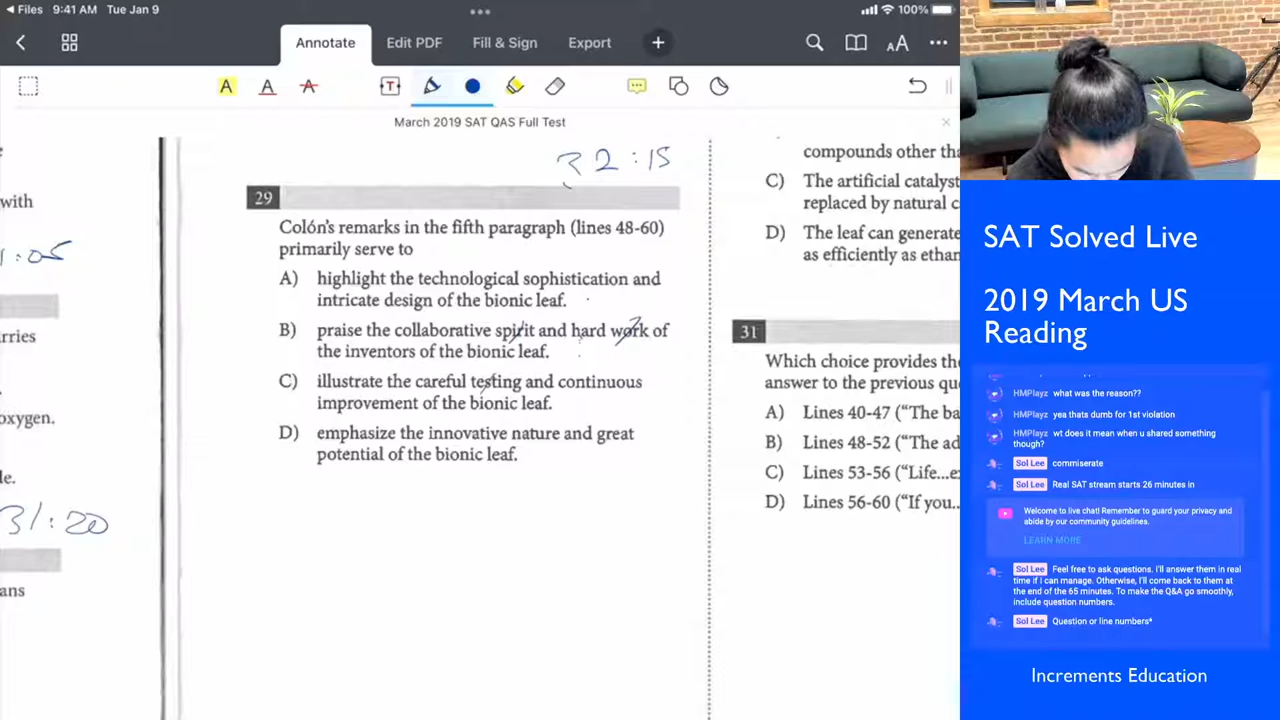 Files 9:41 AM Tue Jan 9
100%
Annotate
Edit PDF
Fill & Sign
Export
AA
A A A T
March 2019 SAT QAS Full Test
32:15
with
1:05
rries
oxygen.
le.
31:20
ans
29
Colón's remarks in the fifth paragraph (lines 48-60)
primarily serve to
A) highlight the technological sophistication and
intricate design of the bionic leaf.
B) praise the collaborative spirit and hard work of
the inventors of the bionic leaf.
C) illustrate the careful testing and continuous
improvement of the bionic leaf.
D) emphasize the innovative nature and great
potential of the bionic leaf.
compounds other tha
C) The artificial catalyst
replaced by natural c
D) The leaf can generate
as efficiently as ethan
31
Which choice provides the
answer to the previous qu
A) Lines 40-47 ("The ba
B) Lines 48-52 ("The ad
C) Lines 53-56 ("Life...ex
D) Lines 56-60 ("If you..
SAT Solved Live
2019 March US
Reading
HMPlayz what was the reason??
HMPlayz yea thats dumb for 1st violation
HMPlayz wt does it mean when u shared something
though?
Sol Lee commiserate
Sol Lee Real SAT stream starts 26 minutes in
Welcome to live chat! Remember to guard your privacy and
abide by our community guidelines.
LEARN MORE
Sol Lee Feel free to ask questions. I'll answer them in real
time if I can manage. Otherwise, I'll come back to them at
the end of the 65 minutes. To make the Q&A go smoothly,
include question numbers.
Sol Lee Question or line numbers*
Increments Education